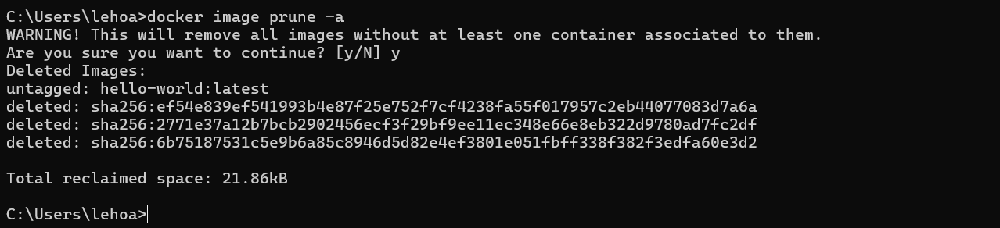 C:\Users\lehoa>docker image prune -a
WARNING! This will remove all images without at least one container associated to them.
Are you sure you want to continue? [y/N] y
Deleted Images:
untagged: hello-world:latest
deleted: sha256:ef54e839ef541993b4e87f25e752f7cf4238fa55f017957c2eb44077083d7a6a
deleted: sha256:2771e37a12b7bcb2902456ecf3f29bf9ee11ec348e66e8eb322d9780ad7fc2df
deleted: sha256:6b75187531c5e9b6a85c8946d5d82e4ef3801e051fbff338f382f3edfa60e3d2
Total reclaimed space: 21.86kB
C:\Users\lehoa>